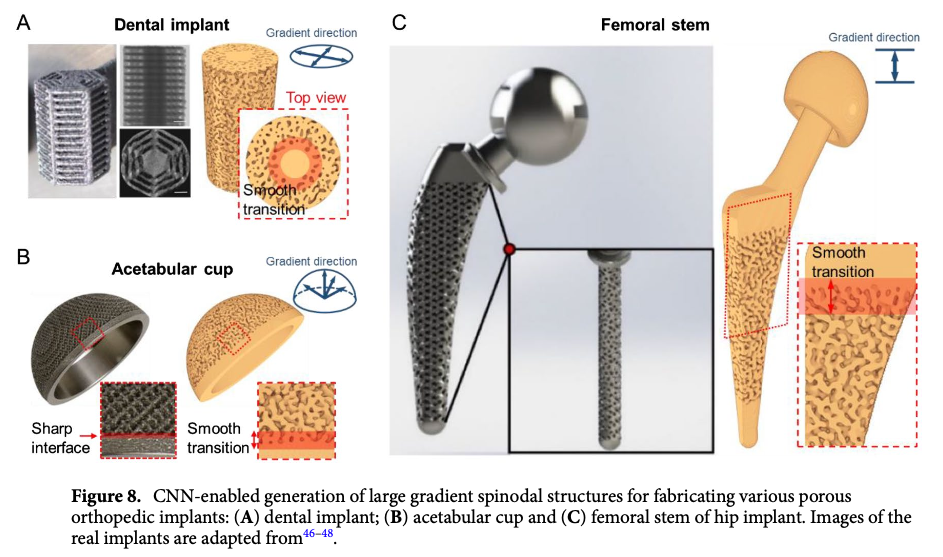 A
Dental implant
Gradient direction
Top view
Smooth
transition
B
Acetabular cup
Gradient direction
Sharp
interface
Smooth
transition
C
Femoral stem
Gradient direction
Smooth
transition
Figure 8. CNN-enabled generation of large gradient spinodal structures for fabricating various porous
orthopedic implants: (A) dental implant; (B) acetabular cup and (C) femoral stem of hip implant. Images of the
real implants are adapted from46–48.